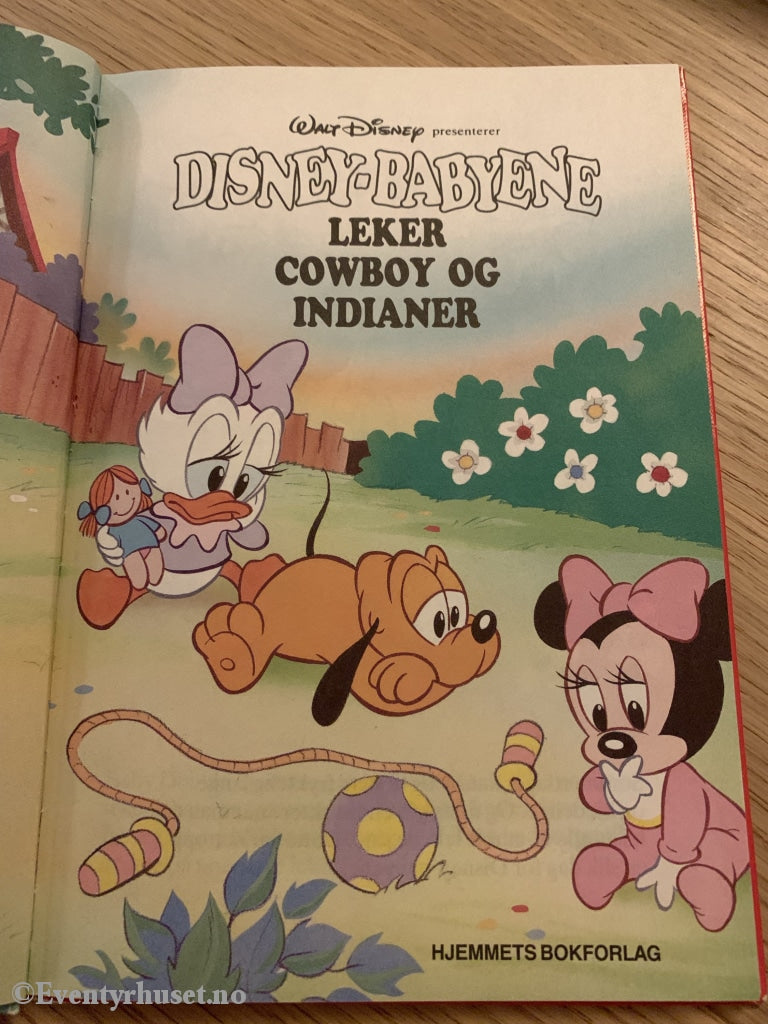 WALT DISNEY presenterer
DISNEY-BABYENE
LEKER
COWBOY OG
INDIANER
HJEMMETS BOKFORLAG
©Eventyrhuset.no